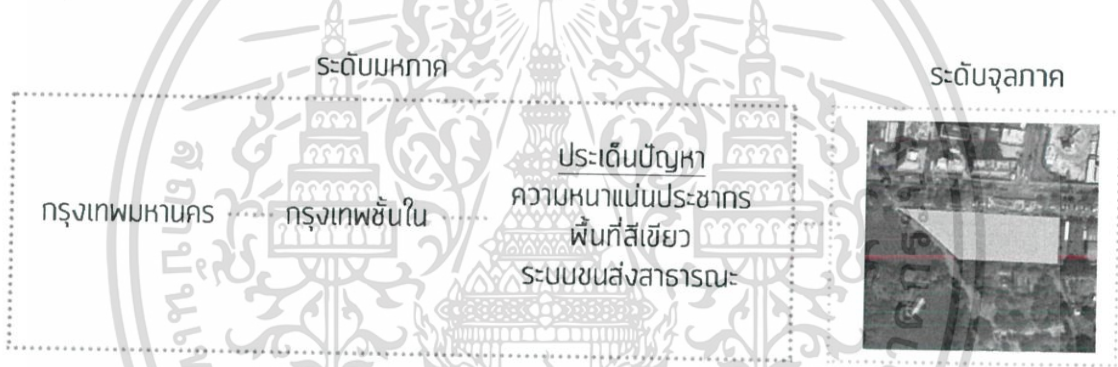 ระดับมหภาค
ระดับจุลภาค
กรุงเทพมหานคร
กรุงเทพชั้นใน
ประเด็นปัญหา
ความหนาแน่นประชากร
พื้นที่สีเขียว
ระบบขนส่งสาธารณะ